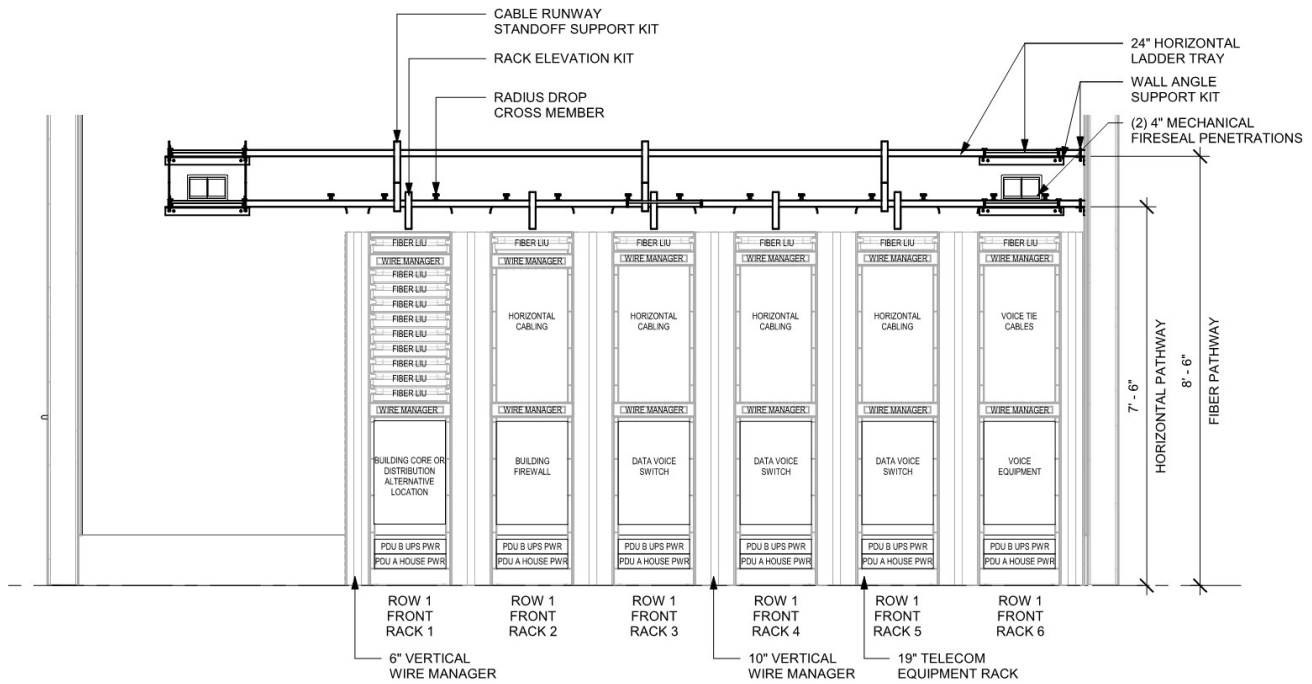 CABLE RUNWAY
STANDOFF SUPPORT KIT
RACK ELEVATION KIT
RADIUS DROP
CROSS MEMBER
24" HORIZONTAL
LADDER TRAY
WALL ANGLE
SUPPORT KIT
(2) 4" MECHANICAL
FIRESEAL PENETRATIONS
FIBER LIU
WIRE MANAGER
FIBER LIU
FIBER LIU
FIBER LIU
FIBER LIU
FIBER LIU
FIBER LIU
FIBER LIU
FIBER LIU
FIBER LIU
WIRE MANAGER
BUILDING CORE OR
DISTRIBUTION
ALTERNATIVE
LOCATION
PDU B UPS PWR
PDU A HOUSE PWR
FIBER LIU
WIRE MANAGER
HORIZONTAL
CABLING
WIRE MANAGER
BUILDING
FIREWALL
PDU B UPS PWR
PDU A HOUSE PWR
FIBER LIU
WIRE MANAGER
HORIZONTAL
CABLING
WIRE MANAGER
DATA VOICE
SWITCH
PDU B UPS PWR
PDU A HOUSE PWR
FIBER LIU
WIRE MANAGER
HORIZONTAL
CABLING
WIRE MANAGER
DATA VOICE
SWITCH
PDU B UPS PWR
PDU A HOUSE PWR
FIBER LIU
WIRE MANAGER
HORIZONTAL
CABLING
WIRE MANAGER
DATA VOICE
SWITCH
PDU B UPS PWR
PDU A HOUSE PWR
FIBER LIU
WIRE MANAGER
VOICE TIE
CABLES
WIRE MANAGER
VOICE
EQUIPMENT
PDU B UPS PWR
PDU A HOUSE PWR
7' - 6"
HORIZONTAL PATHWAY
8' - 6"
FIBER PATHWAY
ROW 1
FRONT
RACK 1
ROW 1
FRONT
RACK 2
ROW 1
FRONT
RACK 3
ROW 1
FRONT
RACK 4
ROW 1
FRONT
RACK 5
ROW 1
FRONT
RACK 6
6" VERTICAL
WIRE MANAGER
10" VERTICAL
WIRE MANAGER
19" TELECOM
EQUIPMENT RACK